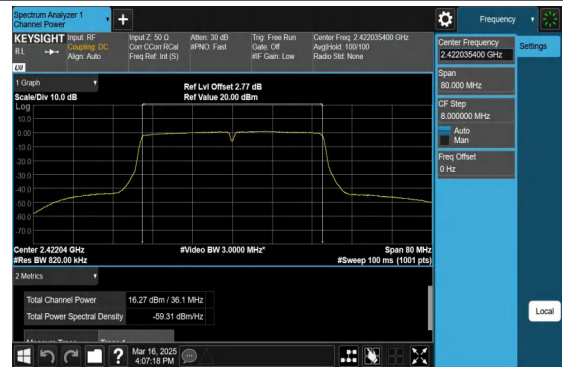 Spectrum Analyzer 1
Channel Power
+
Frequency
KEYSIGHT
Input: RF
Input Z: 50 Ω
Atten: 30 dB
Trig: Free Run
Center Freq: 2.422035400 GHz
RL
Coupling: DC
Corr CCorr RCal
#PNO: Fast
Gate: Off
Avg|Hold: 100/100
Align: Auto
Freq Ref: Int (S)
#IF Gain: Low
Radio Std: None
LXI
1 Graph
Ref Lvl Offset 2.77 dB
Scale/Div 10.0 dB
Ref Value 20.00 dBm
Log
10.0
0.00
-10.0
-20.0
-30.0
-40.0
-50.0
-60.0
-70.0
Center 2.42204 GHz
#Video BW 3.0000 MHz*
Span 80 MHz
#Res BW 820.00 kHz
#Sweep 100 ms (1001 pts)
2 Metrics
Total Channel Power 16.27 dBm / 36.1 MHz
Total Power Spectral Density -59.31 dBm/Hz
Center Frequency
2.422035400 GHz
Settings
Span
80.000 MHz
CF Step
8.000000 MHz
Auto
Man
Freq Offset
0 Hz
Local
?
Mar 16, 2025
4:07:18 PM